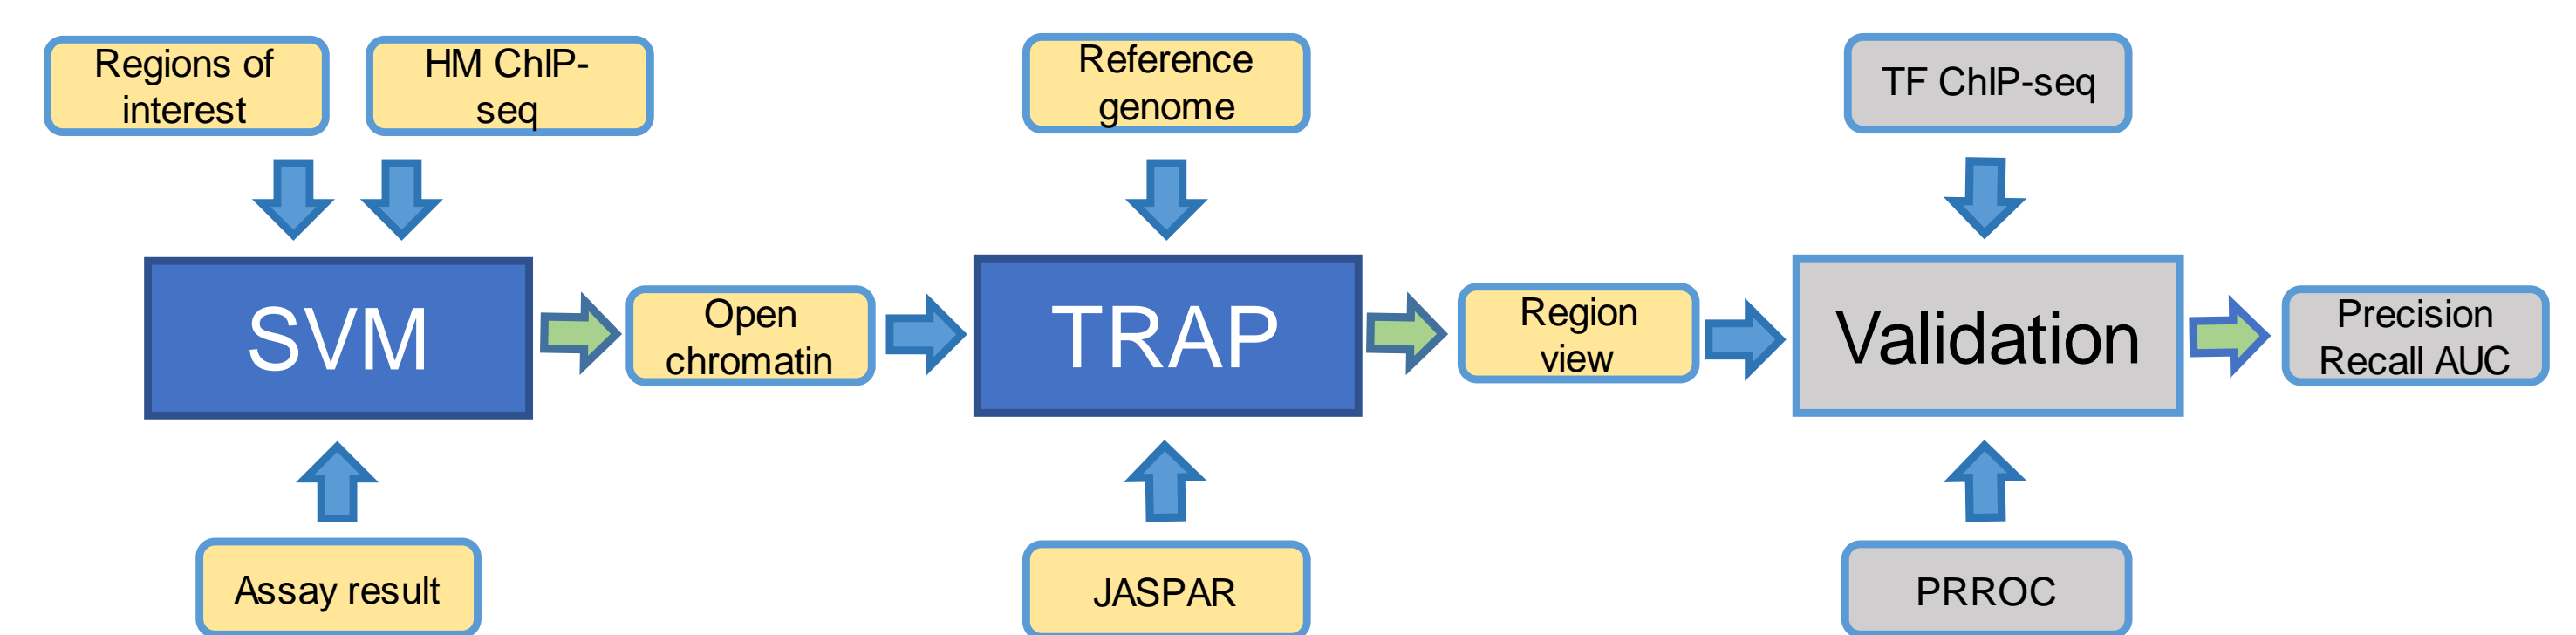 Regions of
interest
HM ChIP-
seq
Reference
genome
TF ChIP-seq
SVM
Open
chromatin
TRAP
Region
view
Validation
Precision
Recall AUC
Assay result
JASPAR
PRROC